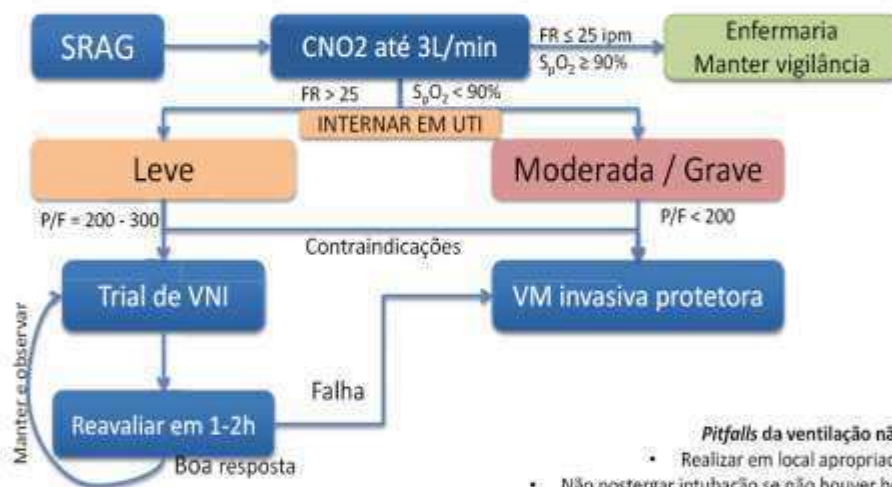 SRAG
CNO2 até 3L/min
FR ≤ 25 ipm
SpO2 ≥ 90%
Enfermaria
Manter vigilância
FR > 25
SpO2 < 90%
INTERNAR EM UTI
Leve
Moderada / Grave
P/F = 200 - 300
P/F < 200
Contraindicações
Trial de VNI
VM invasiva protetora
Manter e observar
Falha
Reavaliar em 1-2h
Boa resposta
Pitfalls da ventilação
• Realizar em local
• Não postergar intubação se não houver